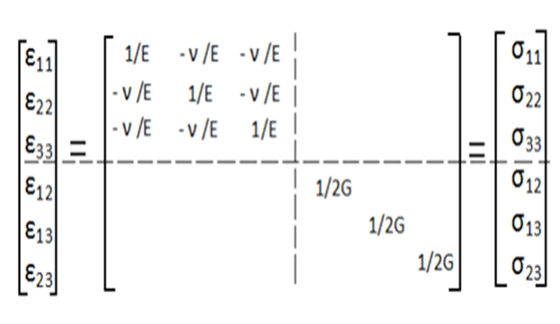 ε11 1/E -ν/E -ν/E σ11
ε22 -ν/E 1/E -ν/E σ22
ε33 = -ν/E -ν/E 1/E = σ33
ε12 1/2G σ12
ε13 1/2G σ13
ε23 1/2G σ23